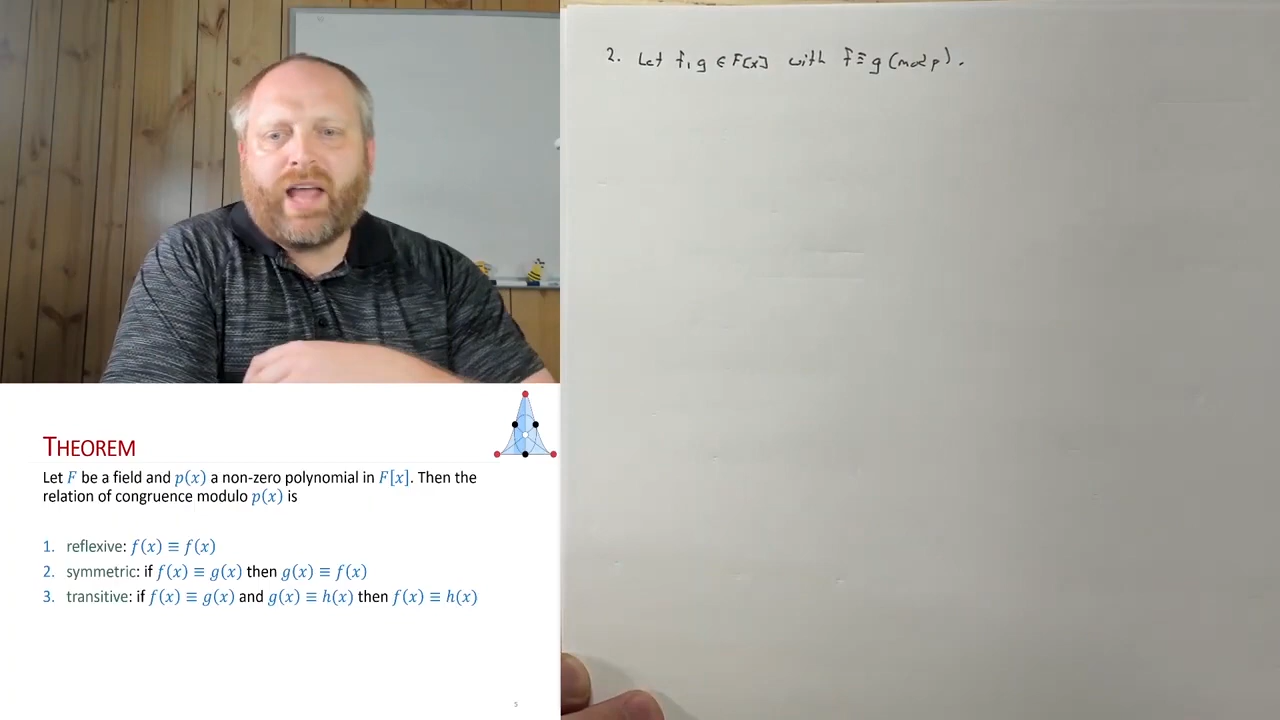 2. Let f, g ∈ F[x] with f ≡ g (mod p).
THEOREM
Let F be a field and p(x) a non-zero polynomial in F[x]. Then the
relation of congruence modulo p(x) is
1. reflexive: f(x) ≡ f(x)
2. symmetric: if f(x) ≡ g(x) then g(x) ≡ f(x)
3. transitive: if f(x) ≡ g(x) and g(x) ≡ h(x) then f(x) ≡ h(x)
5